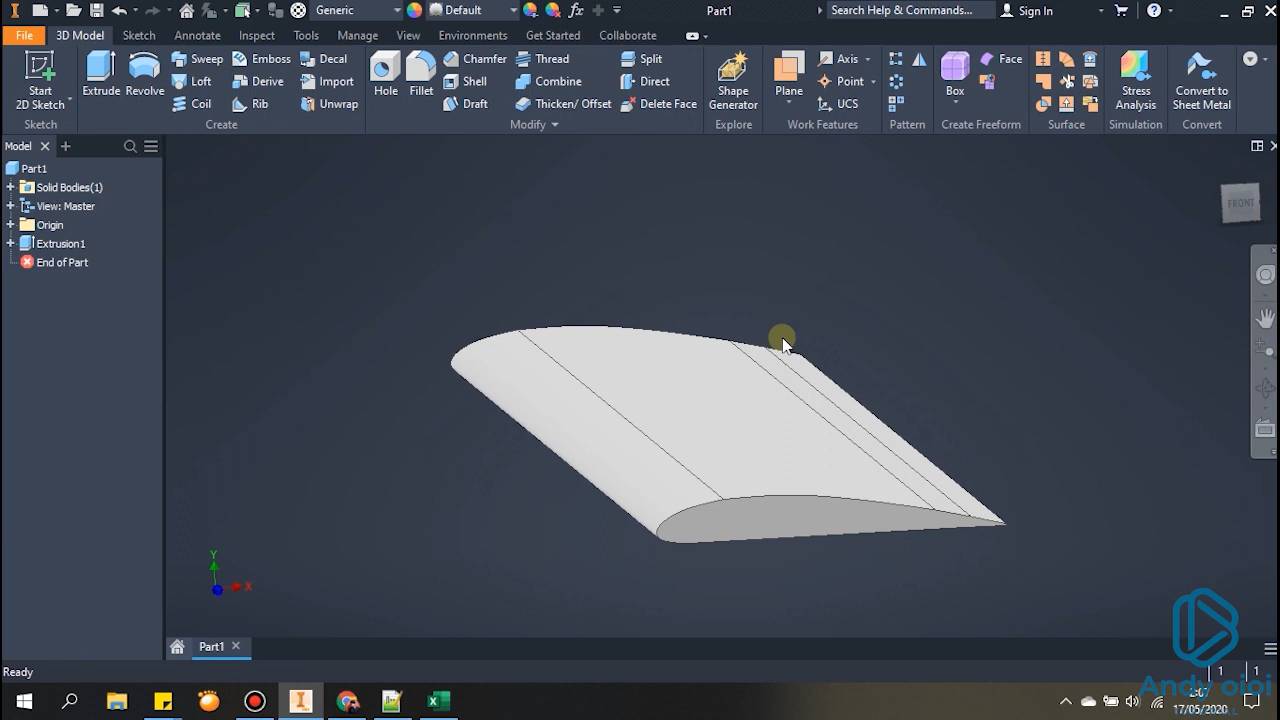 Generic
Default
Part1
Search Help & Commands...
Sign In
File
3D Model
Sketch
Annotate
Inspect
Tools
Manage
View
Environments
Get Started
Collaborate
Start
2D Sketch
Extrude
Revolve
Sweep
Loft
Coil
Emboss
Derive
Rib
Decal
Import
Unwrap
Hole
Fillet
Chamfer
Shell
Draft
Thread
Combine
Thicken/ Offset
Split
Direct
Delete Face
Shape
Generator
Plane
Axis
Point
UCS
Box
Face
Stress
Analysis
Convert to
Sheet Metal
Sketch
Create
Modify
Explore
Work Features
Pattern
Create Freeform
Surface
Simulation
Convert
Model
Part1
Solid Bodies(1)
View: Master
Origin
Extrusion1
End of Part
FRONT
Y
X
Part1
Ready
1
1
Andy oioi
17/05/2020